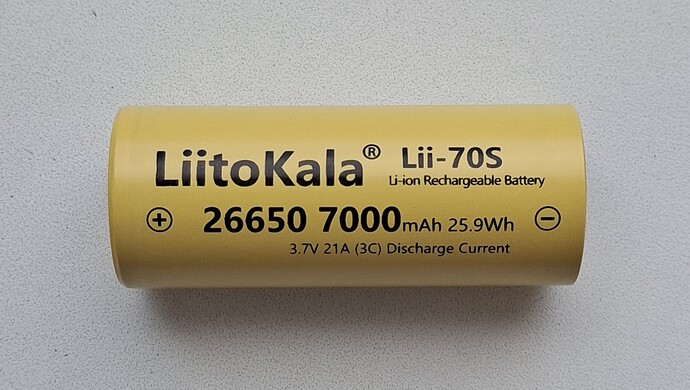 LiitoKala® Lii-70S
Li-ion Rechargeable Battery
+ 26650 7000mAh 25.9Wh -
3.7V 21A (3C) Discharge Current